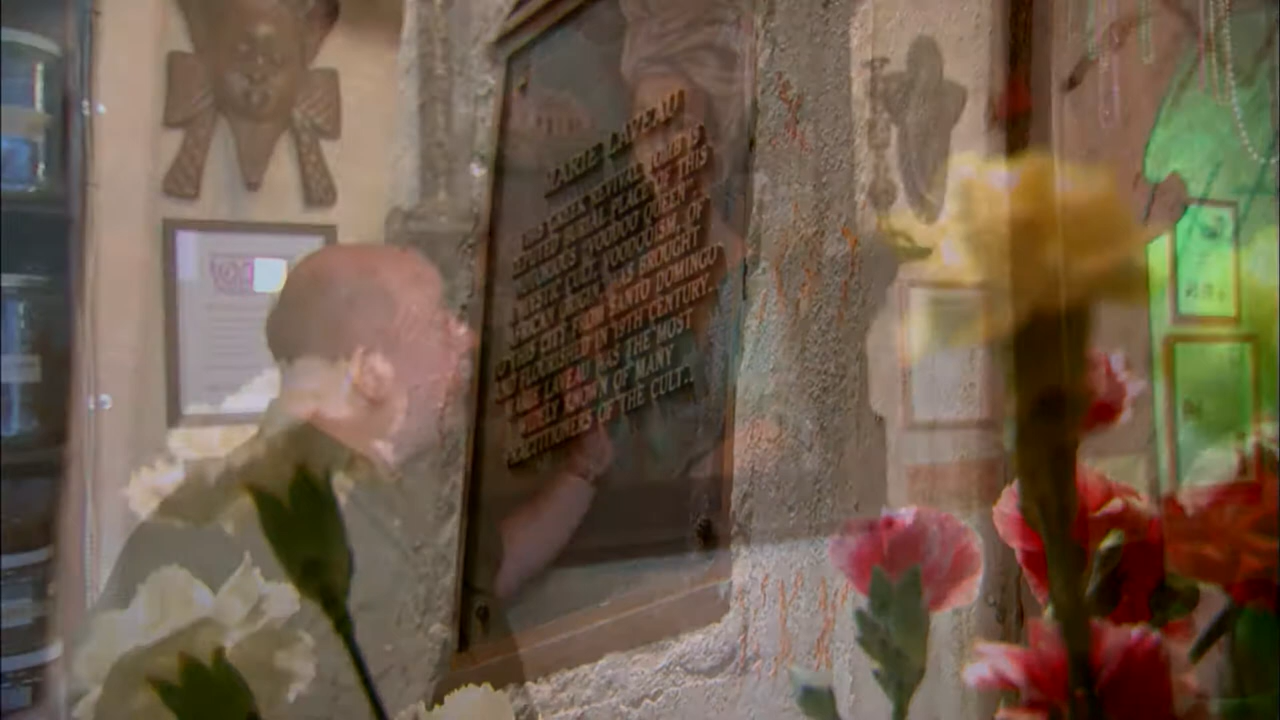 MARIE LAVEAU
THIS GREEK REVIVAL TOMB IS
REPUTED BURIAL PLACE OF THIS
NOTORIOUS "VOODOO QUEEN".
MYSTIC CULT, VOODOOISM, OF
AFRICAN ORIGIN, WAS BROUGHT
TO THIS CITY FROM SANTO DOMINGO
AND FLOURISHED IN 19TH CENTURY.
MARIE LAVEAU WAS THE MOST
WIDELY KNOWN OF MANY
PRACTITIONERS OF THE CULT.